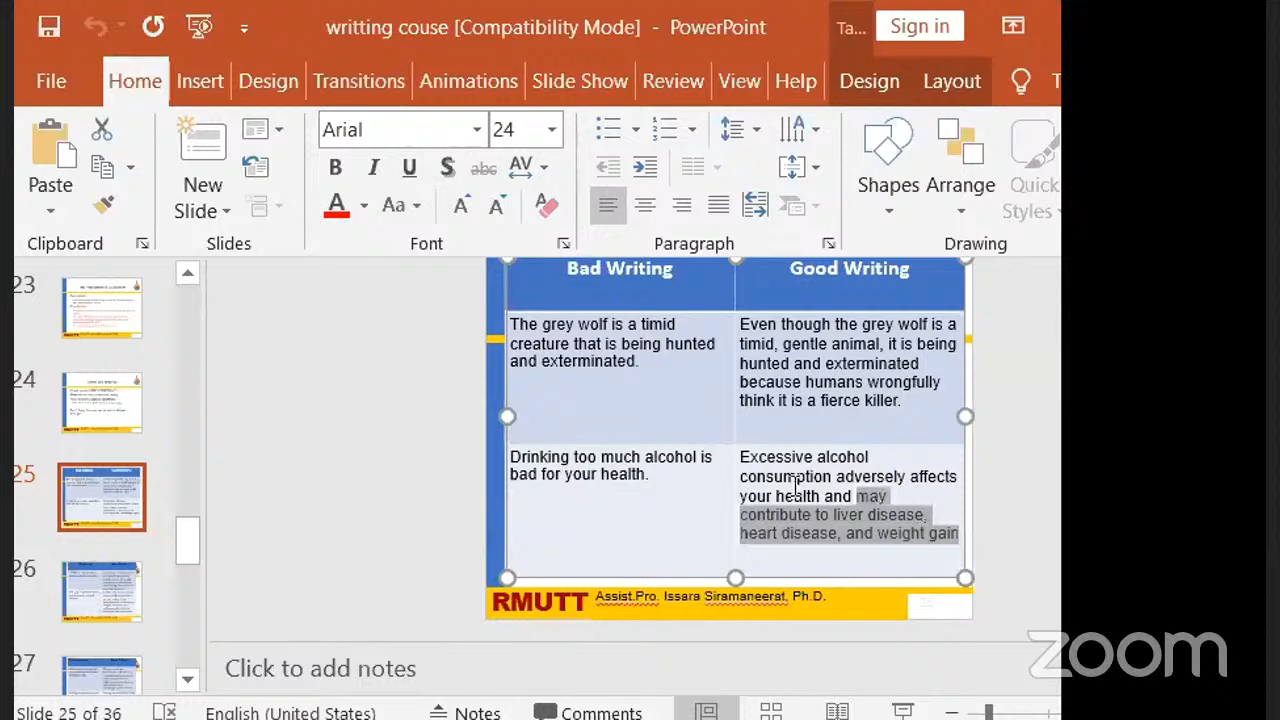 writting couse [Compatibility Mode] - PowerPoint
Ta...
Sign in
File
Home
Insert
Design
Transitions
Animations
Slide Show
Review
View
Help
Design
Layout
Arial
24
Paste
New
Slide
Shapes
Arrange
Quick
Styles
Clipboard
Slides
Font
Paragraph
Drawing
23
24
25
26
27
Bad Writing
Good Writing
The grey wolf is a timid
creature that is being hunted
and exterminated.
Even though the grey wolf is a
timid, gentle animal, it is being
hunted and exterminated
because humans wrongfully
think it is a fierce killer.
Drinking too much alcohol is
bad for your health.
Excessive alcohol
consumption adversely affects
your health and may
contribute to liver disease,
heart disease, and weight gain
RMUTT
Assist.Pro. Issara Siramaneerat, Ph.D.
Click to add notes
zoom
Slide 25 of 36
English (United States)
Notes
Comments